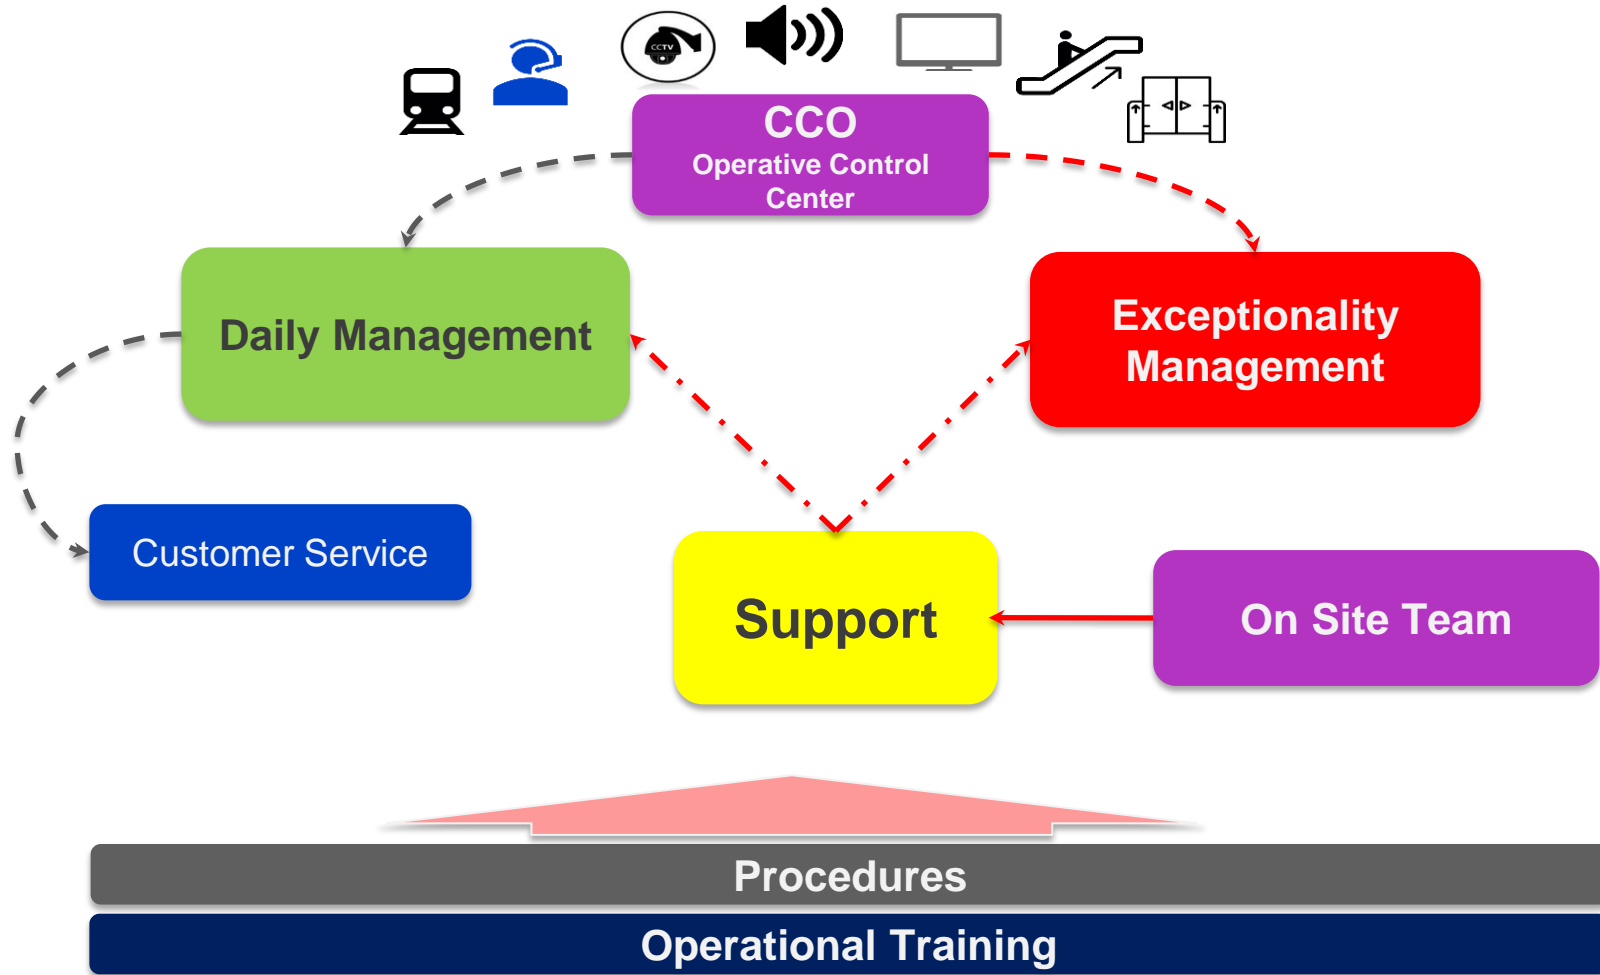 CCTV
CCO
Operative Control
Center
Daily Management
Exceptionality
Management
Customer Service
Support
On Site Team
Procedures
Operational Training